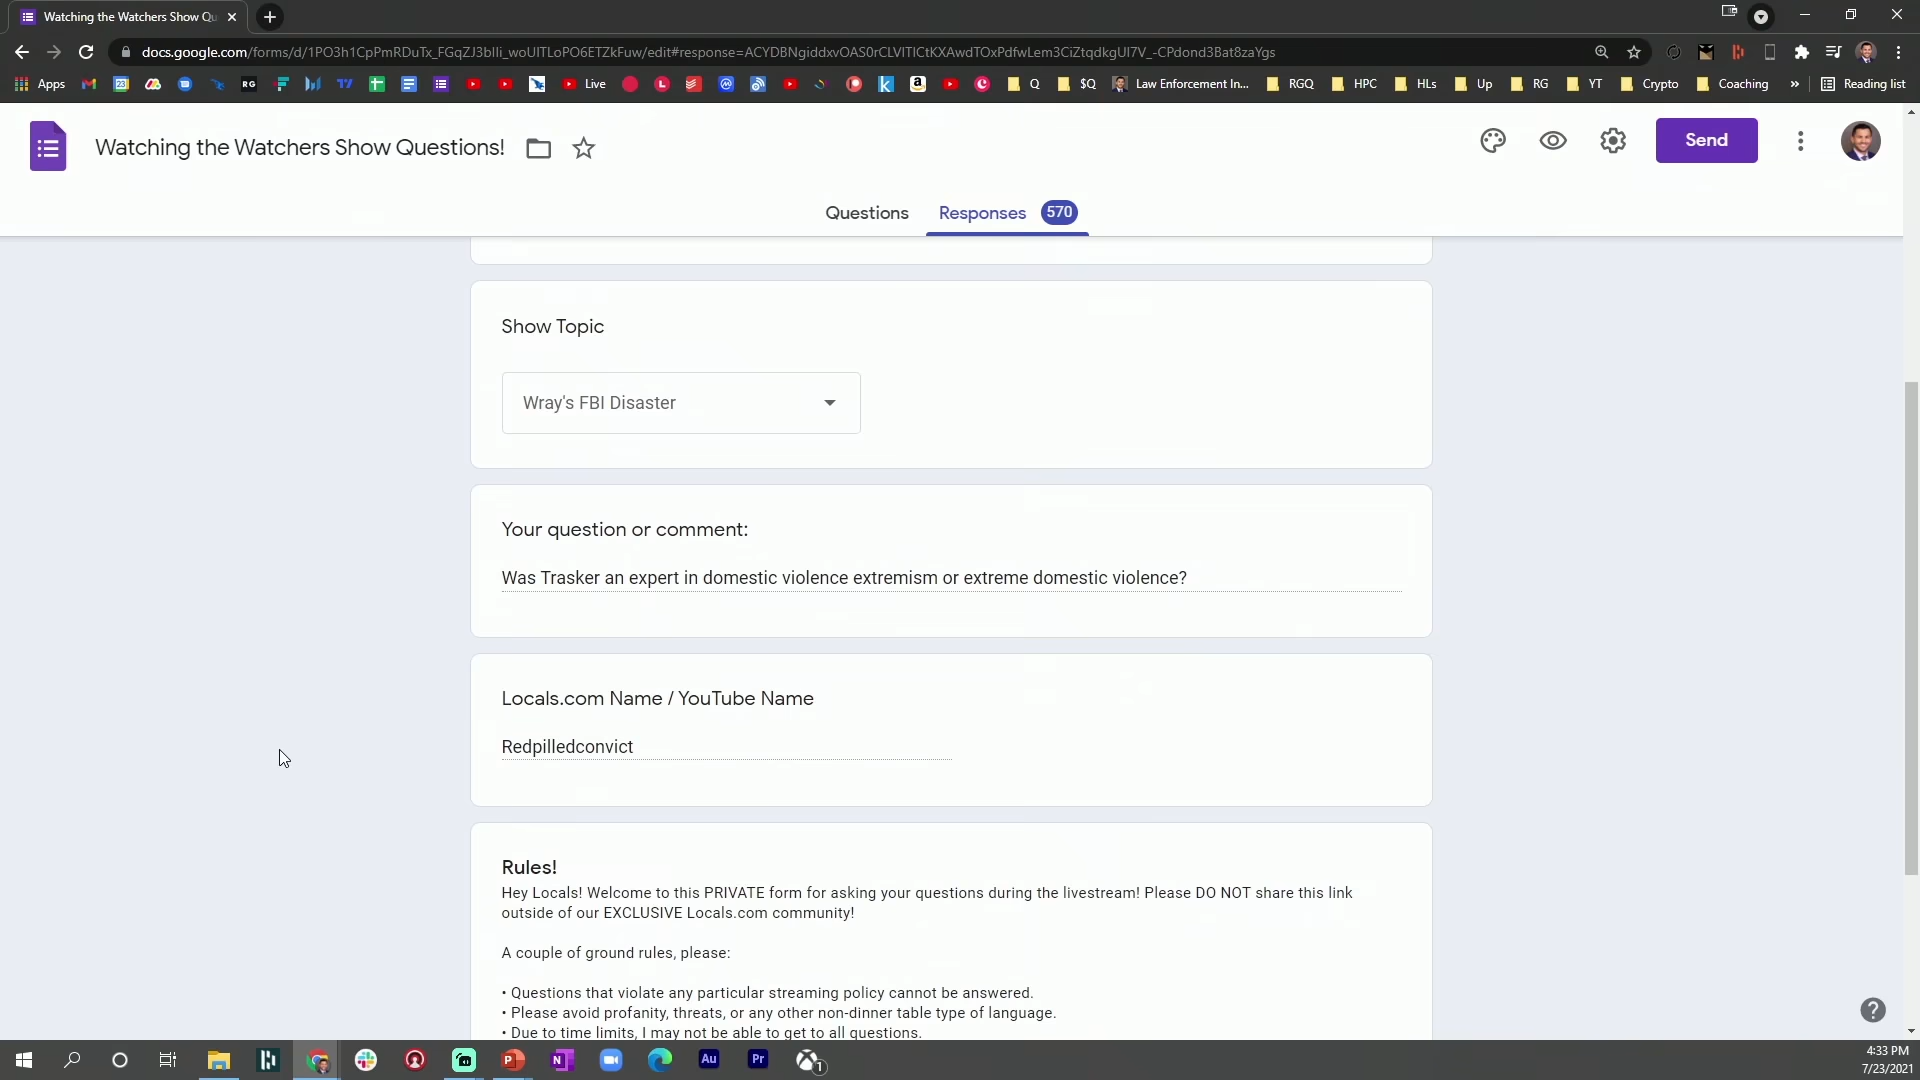 Watching the Watchers Show Qu
docs.google.com/forms/d/1PO3h1CpPmRDuTx_FGqZJ3bIli_woUlTLoPO6ETZkFuw/edit#response=ACYDBNgiddxvOAS0rCLVlTlCtKXAwdTOxPdfwLem3CiZtqdkgUl7V_-CPdond3Bat8zaYgs
Apps
RG
Live
Q
$Q
Law Enforcement In...
RGQ
HPC
HLs
Up
RG
YT
Crypto
Coaching
»
Reading list
Watching the Watchers Show Questions!
Send
Questions
Responses 570
Show Topic
Wray's FBI Disaster
Your question or comment:
Was Trasker an expert in domestic violence extremism or extreme domestic violence?
Locals.com Name / YouTube Name
Redpilledconvict
Rules!
Hey Locals! Welcome to this PRIVATE form for asking your questions during the livestream! Please DO NOT share this link
outside of our EXCLUSIVE Locals.com community!
A couple of ground rules, please:
• Questions that violate any particular streaming policy cannot be answered.
• Please avoid profanity, threats, or any other non-dinner table type of language.
• Due to time limits, I may not be able to get to all questions.
Au
Pr
1
4:33 PM
7/23/2021